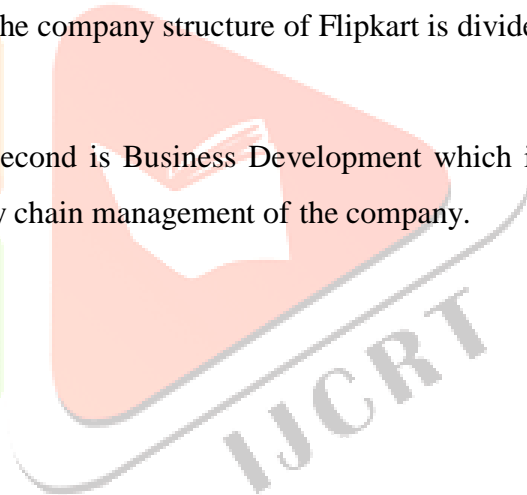 he company structure of Flipkart is divide
econd is Business Development which i
y chain management of the company.
IJCRT